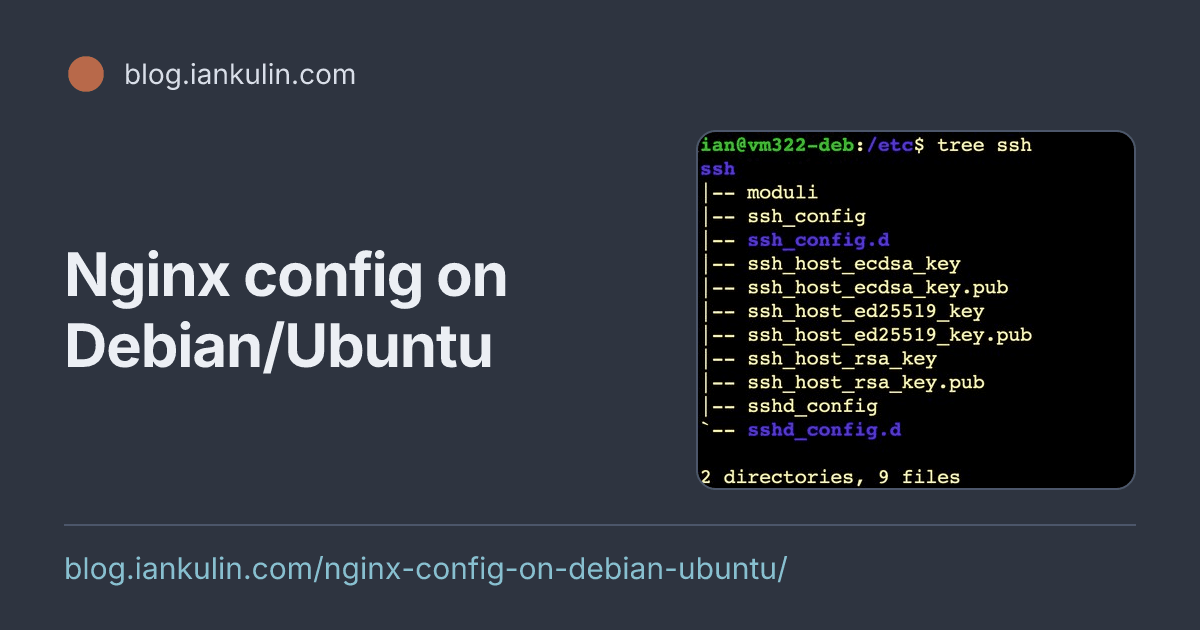 blog.iankulin.com
Nginx config on
Debian/Ubuntu
ian@vm322-deb:/etc$ tree ssh
ssh
|-- moduli
|-- ssh_config
|-- ssh_config.d
|-- ssh_host_ecdsa_key
|-- ssh_host_ecdsa_key.pub
|-- ssh_host_ed25519_key
|-- ssh_host_ed25519_key.pub
|-- ssh_host_rsa_key
|-- ssh_host_rsa_key.pub
|-- sshd_config
`-- sshd_config.d
2 directories, 9 files
blog.iankulin.com/nginx-config-on-debian-ubuntu/